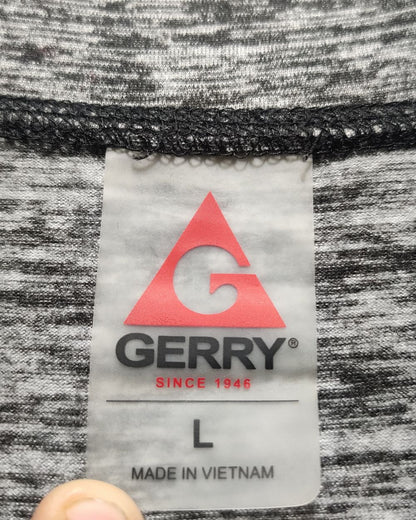 G
GERRY®
SINCE 1946
L
MADE IN VIETNAM